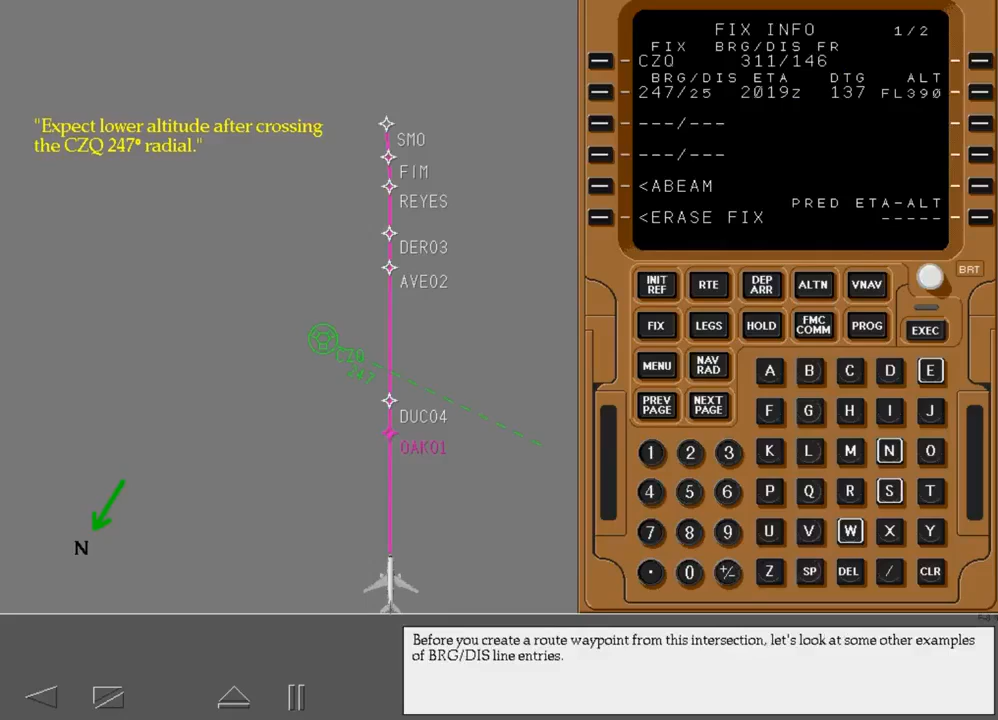 "Expect lower altitude after crossing
the CZQ 247° radial."
SMO
FIM
REYES
DER03
AVE02
CZQ
247
DUC04
OAK01
N
FIX INFO 1/2
FIX BRG/DIS FR
CZQ 311/146
BRG/DIS ETA DTG ALT
247/25 2019Z 137 FL390
---/---
---/---
<ABEAM
PRED ETA-ALT
<ERASE FIX -----
BRT
INIT REF
RTE
DEP ARR
ALTN
VNAV
FIX
LEGS
HOLD
FMC COMM
PROG
EXEC
MENU
NAV RAD
PREV PAGE
NEXT PAGE
A B C D E
F G H I J
1 2 3 K L M N O
4 5 6 P Q R S T
7 8 9 U V W X Y
. 0 +/- Z SP DEL / CLR
Before you create a route waypoint from this intersection, let's look at some other examples
of BRG/DIS line entries.